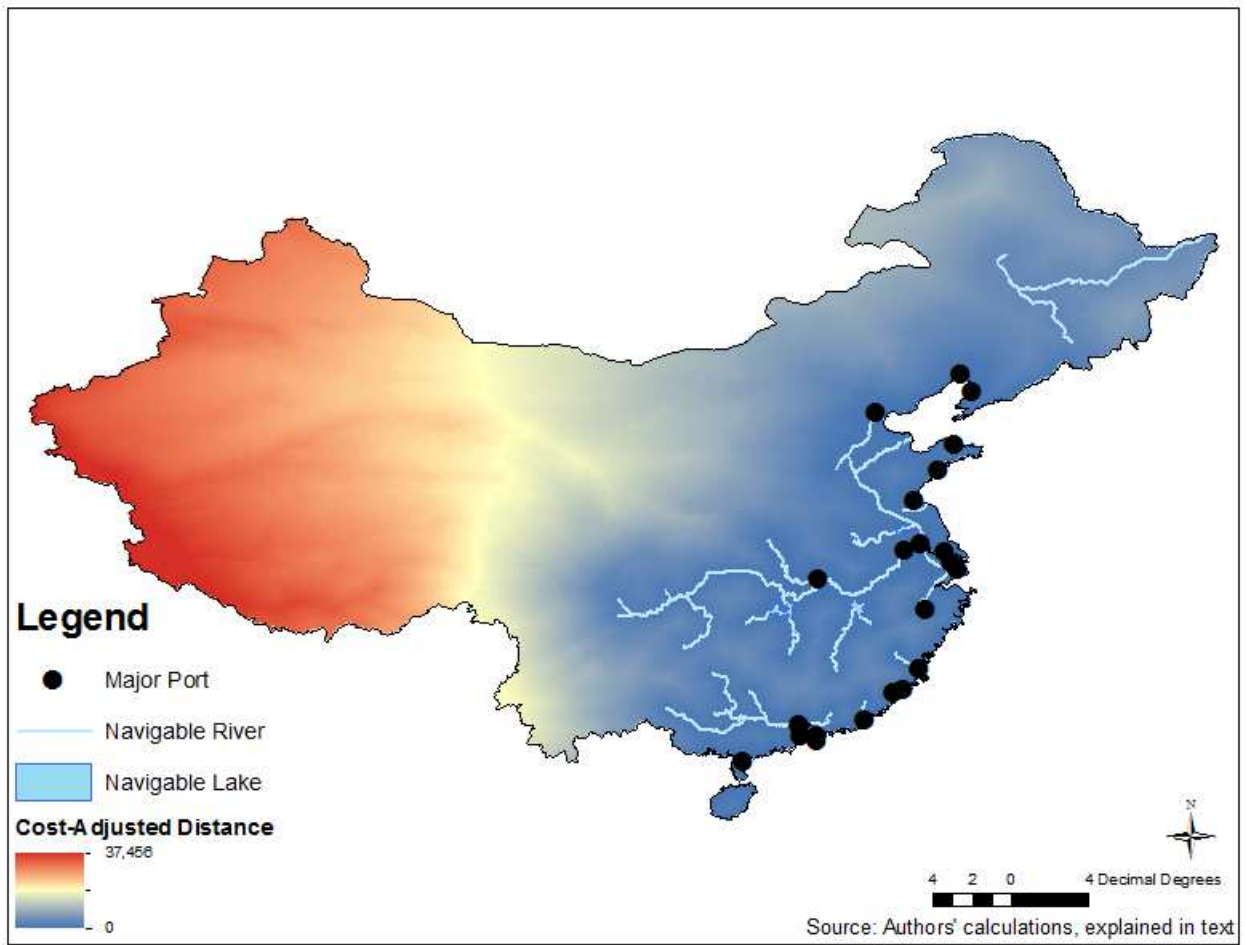 Legend
Major Port
Navigable River
Navigable Lake
Cost-Adjusted Distance
37,456
0
N
4 2 0 4 Decimal Degrees
Source: Authors' calculations, explained in text